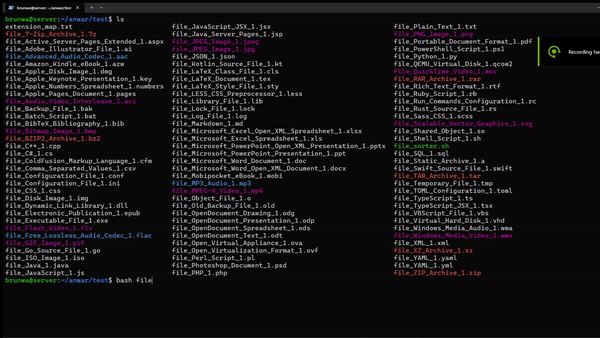 brunwa@server: ~/anwar/test
brunwa@server:~/anwar/test$ ls
extension_map.txt file_JavaScript_JSX_1.jsx file_Plain_Text_1.txt
file_7-Zip_Archive_1.7z file_Java_Server_Pages_1.jsp file_PNG_Image_1.png
file_Active_Server_Pages_Extended_1.aspx file_JPEG_Image_1.jpeg file_Portable_Document_Format_1.pdf
file_Adobe_Illustrator_File_1.ai file_JPEG_Image_1.jpg file_PowerShell_Script_1.ps1
file_Advanced_Audio_Codec_1.aac file_JSON_1.json file_Python_1.py
file_Amazon_Kindle_eBook_1.azw file_Kotlin_Source_File_1.kt file_QEMU_Virtual_Disk_1.qcow2
file_Apple_Disk_Image_1.dmg file_LaTeX_Class_File_1.cls file_QuickTime_Video_1.mov
file_Apple_Keynote_Presentation_1.key file_LaTeX_Document_1.tex file_RAR_Archive_1.rar
file_Apple_Numbers_Spreadsheet_1.numbers file_LaTeX_Style_File_1.sty file_Rich_Text_Format_1.rtf
file_Apple_Pages_Document_1.pages file_LESS_CSS_Preprocessor_1.less file_Ruby_1.rb
file_Audio_Video_Interleave_1.avi file_Library_File_1.lib file_Run_Commands_Configuration_1.rc
file_Backup_File_1.bak file_Lock_File_1.lock file_Rust_Source_File_1.rs
file_Batch_Script_1.bat file_Log_File_1.log file_Sass_CSS_1.scss
file_BibTeX_Bibliography_1.bib file_Markdown_1.md file_Scalable_Vector_Graphics_1.svg
file_Bitmap_Image_1.bmp file_Microsoft_Excel_Open_XML_Spreadsheet_1.xlsx file_Shared_Object_1.so
file_BZIP2_Archive_1.bz2 file_Microsoft_Excel_Spreadsheet_1.xls file_Shell_Script_1.sh
file_C++_1.cpp file_Microsoft_PowerPoint_Open_XML_Presentation_1.pptx file_sorter.sh
file_C#_1.cs file_Microsoft_PowerPoint_Presentation_1.ppt file_SQL_1.sql
file_ColdFusion_Markup_Language_1.cfm file_Microsoft_Word_Document_1.doc file_Static_Archive_1.a
file_Comma_Separated_Values_1.csv file_Microsoft_Word_Open_XML_Document_1.docx file_Swift_Source_File_1.swift
file_Configuration_File_1.conf file_Mobipocket_eBook_1.mobi file_TAR_Archive_1.tar
file_Configuration_File_1.ini file_MP3_Audio_1.mp3 file_Temporary_File_1.tmp
file_CSS_1.css file_MPEG-4_Video_1.mp4 file_TOML_Configuration_1.toml
file_Disk_Image_1.img file_Object_File_1.o file_TypeScript_1.ts
file_Dynamic_Link_Library_1.dll file_Old_Backup_File_1.old file_TypeScript_JSX_1.tsx
file_Electronic_Publication_1.epub file_OpenDocument_Drawing_1.odg file_VBScript_File_1.vbs
file_Executable_File_1.exe file_OpenDocument_Presentation_1.odp file_Virtual_Hard_Disk_1.vhd
file_Flash_Video_1.flv file_OpenDocument_Spreadsheet_1.ods file_Windows_Media_Audio_1.wma
file_Free_Lossless_Audio_Codec_1.flac file_OpenDocument_Text_1.odt file_Windows_Media_Video_1.wmv
file_GIF_Image_1.gif file_Open_Virtual_Appliance_1.ova file_XML_1.xml
file_Go_Source_File_1.go file_Open_Virtualization_Format_1.ovf file_XZ_Archive_1.xz
file_ISO_Image_1.iso file_Perl_Script_1.pl file_YAML_1.yaml
file_Java_1.java file_Photoshop_Document_1.psd file_YAML_1.yml
file_JavaScript_1.js file_PHP_1.php file_ZIP_Archive_1.zip
brunwa@server:~/anwar/test$ bash file
Recording ha